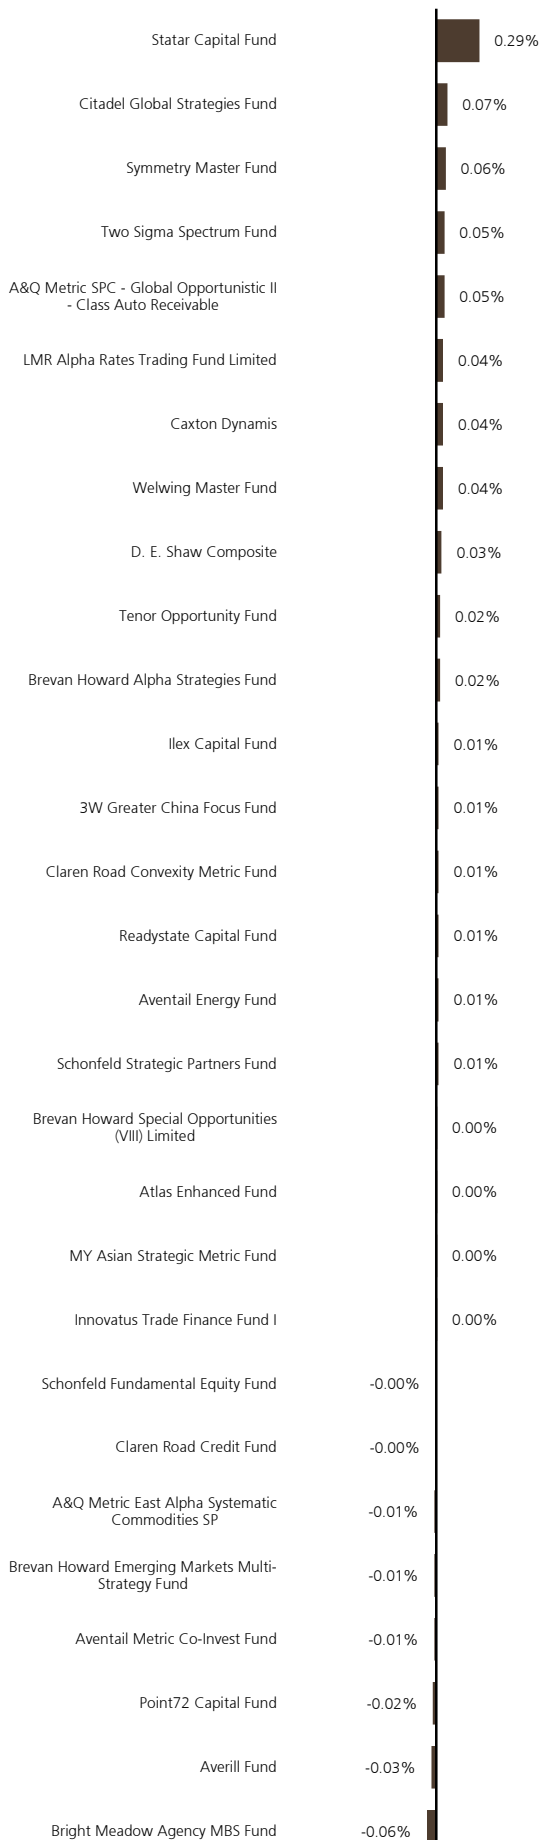 Statar Capital Fund 0.29%
Citadel Global Strategies Fund 0.07%
Symmetry Master Fund 0.06%
Two Sigma Spectrum Fund 0.05%
A&Q Metric SPC - Global Opportunistic II
- Class Auto Receivable 0.05%
LMR Alpha Rates Trading Fund Limited 0.04%
Caxton Dynamis 0.04%
Welwing Master Fund 0.04%
D. E. Shaw Composite 0.03%
Tenor Opportunity Fund 0.02%
Brevan Howard Alpha Strategies Fund 0.02%
Ilex Capital Fund 0.01%
3W Greater China Focus Fund 0.01%
Claren Road Convexity Metric Fund 0.01%
Readystate Capital Fund 0.01%
Aventail Energy Fund 0.01%
Schonfeld Strategic Partners Fund 0.01%
Brevan Howard Special Opportunities
(VIII) Limited 0.00%
Atlas Enhanced Fund 0.00%
MY Asian Strategic Metric Fund 0.00%
Innovatus Trade Finance Fund I 0.00%
Schonfeld Fundamental Equity Fund -0.00%
Claren Road Credit Fund -0.00%
A&Q Metric East Alpha Systematic
Commodities SP -0.01%
Brevan Howard Emerging Markets Multi-
Strategy Fund -0.01%
Aventail Metric Co-Invest Fund -0.01%
Point72 Capital Fund -0.02%
Averill Fund -0.03%
Bright Meadow Agency MBS Fund -0.06%